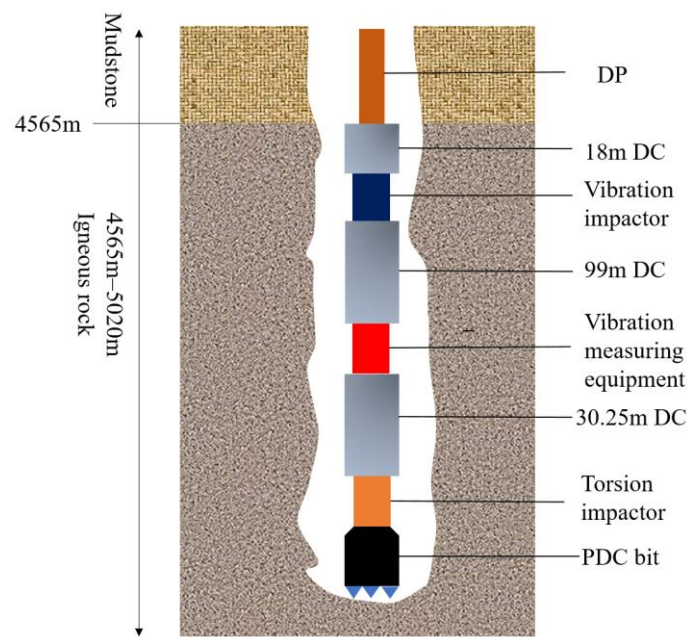 Mudstone
4565m
4565m–5020m
Igneous rock
DP
18m DC
Vibration
impactor
99m DC
Vibration
measuring
equipment
30.25m DC
Torsion
impactor
PDC bit